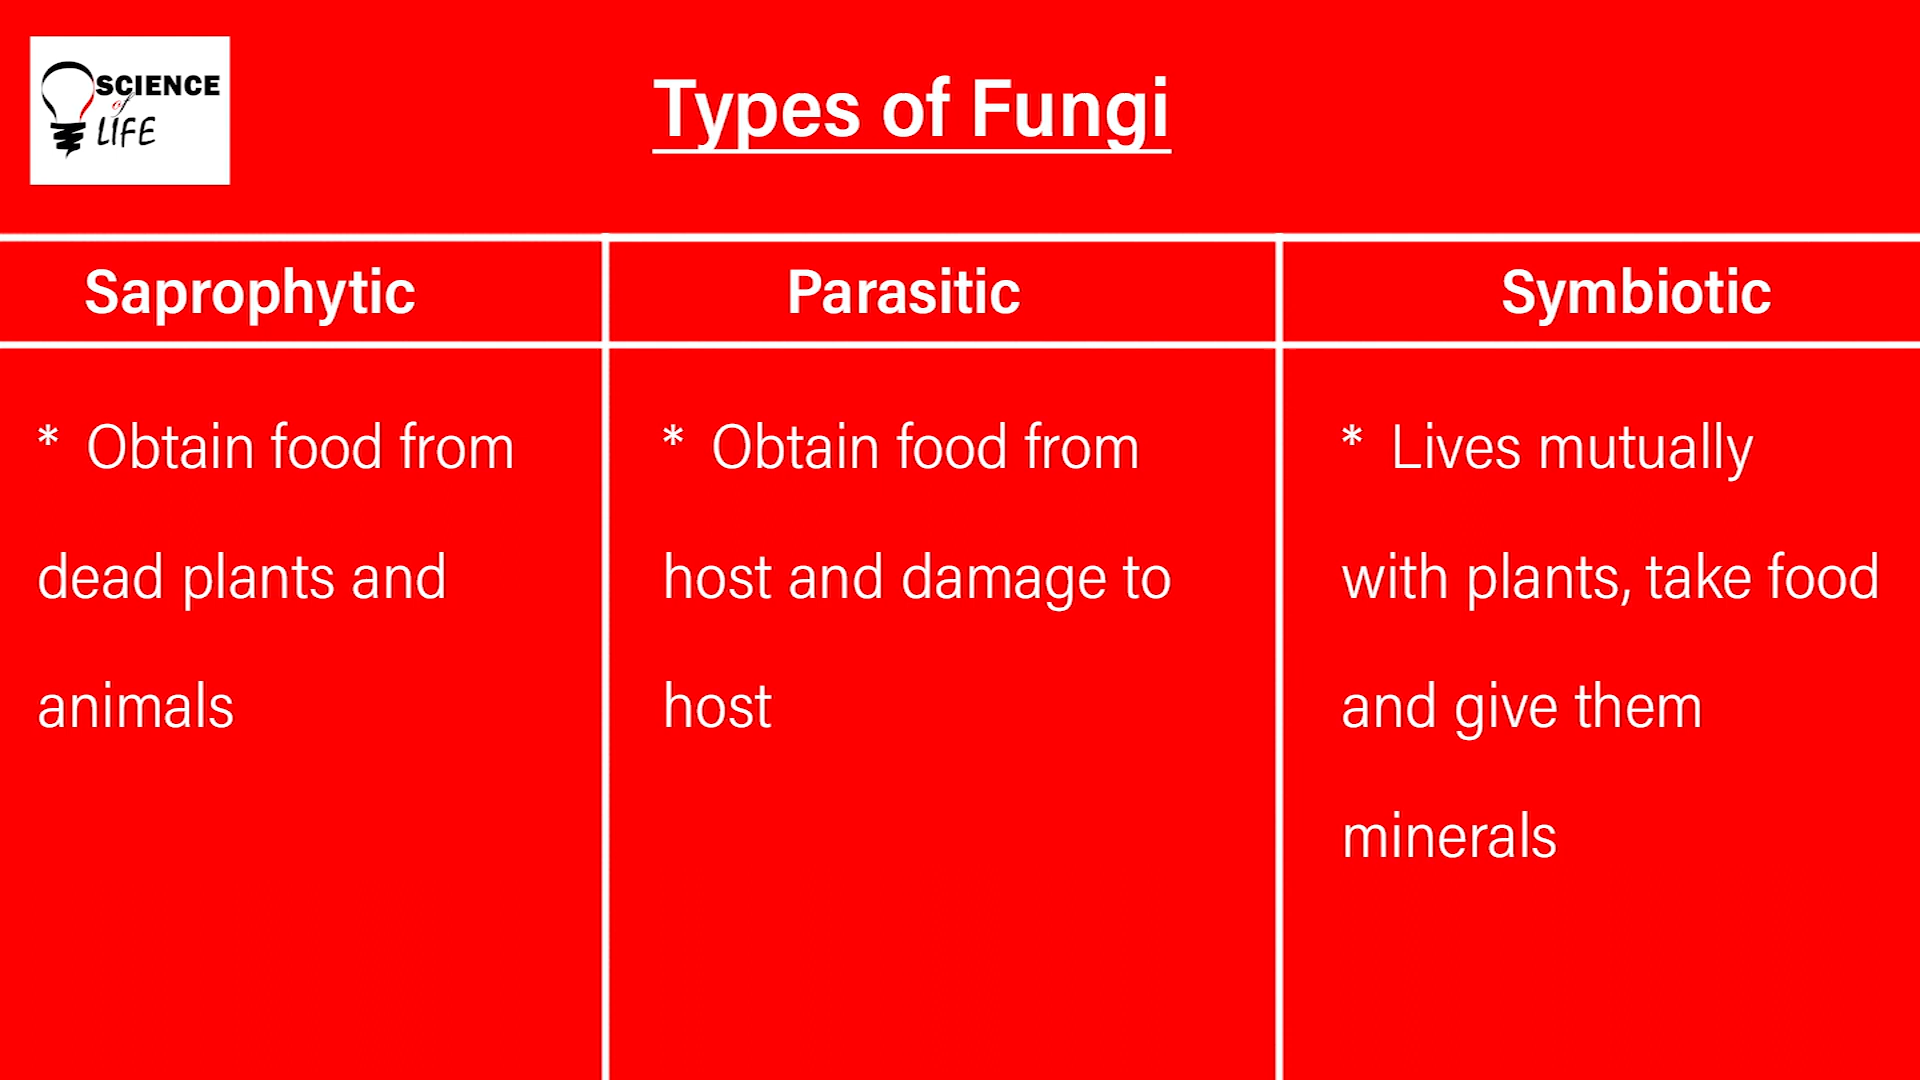 SCIENCE
of
LIFE
Types of Fungi
Saprophytic
Parasitic
Symbiotic
* Obtain food from
dead plants and
animals
* Obtain food from
host and damage to
host
* Lives mutually
with plants, take food
and give them
minerals